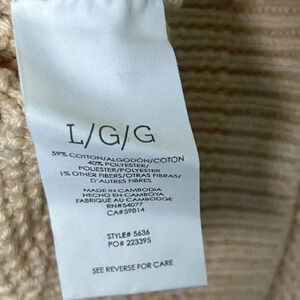 L/G/G
59% COTTON/ALGODÓN/COTON
40% POLYESTER/
POLIESTER/POLYESTER
1% OTHER FIBERS/OTRAS FIBRAS/
D'AUTRES FIBRES
MADE IN CAMBODIA
HECHO EN CAMBOYA
FABRIQUÉ AU CAMBODGE
RN#54077
CA#59814
STYLE# 5636
PO# 223395
SEE REVERSE FOR CARE